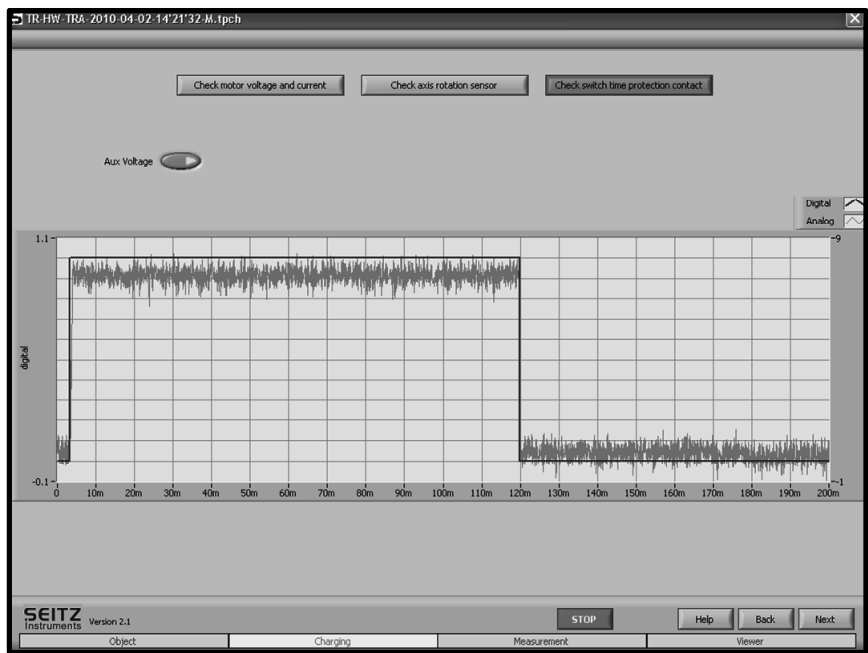 TR-HW-TRA-2010-04-02-14'21'32-M.tpch
Check motor voltage and current
Check axis rotation sensor
Check switch time protection contact
Aux Voltage
Digital
Analog
1.1
9
digital
-0.1
-1
0 10m 20m 30m 40m 50m 60m 70m 80m 90m 100m 110m 120m 130m 140m 150m 160m 170m 180m 190m 200m
SEITZ
Instruments Version 2.1
STOP
Help
Back
Next
Object
Charging
Measurement
Viewer